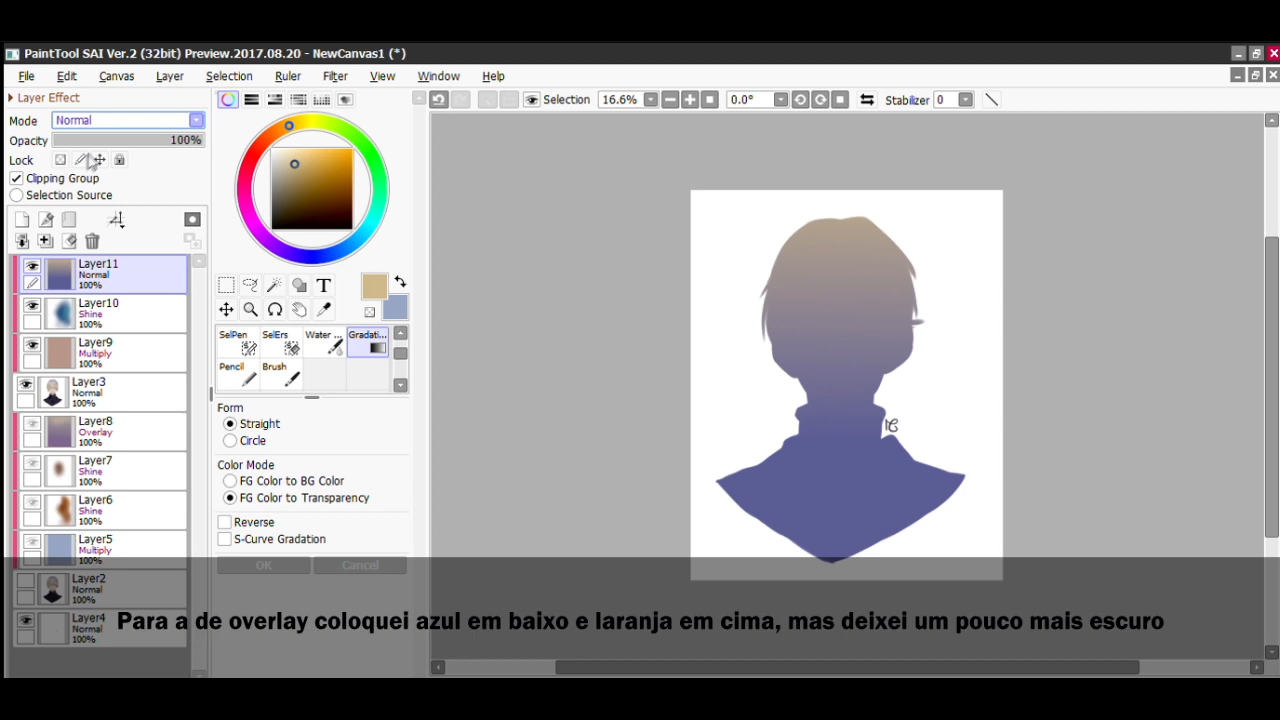 PaintTool SAI Ver.2 (32bit) Preview.2017.08.20 - NewCanvas1 (*)
File Edit Canvas Layer Selection Ruler Filter View Window Help
Layer Effect
Mode Normal
Opacity 100%
Lock
Clipping Group
Selection Source
Layer11
Normal
100%
Layer10
Shine
100%
Layer9
Multiply
100%
Layer3
Normal
100%
Layer8
Overlay
100%
Layer7
Shine
100%
Layer6
Shine
100%
Layer5
Multiply
100%
Layer2
Normal
100%
Layer4
Normal
100%
T
SelPen SelErs Water ... Gradati...
Pencil Brush
Form
Straight
Circle
Color Mode
FG Color to BG Color
FG Color to Transparency
Reverse
S-Curve Gradation
OK Cancel
Selection 16.6% 0.0° Stabilizer 0
Para a de overlay coloquei azul em baixo e laranja em cima, mas deixei um pouco mais escuro